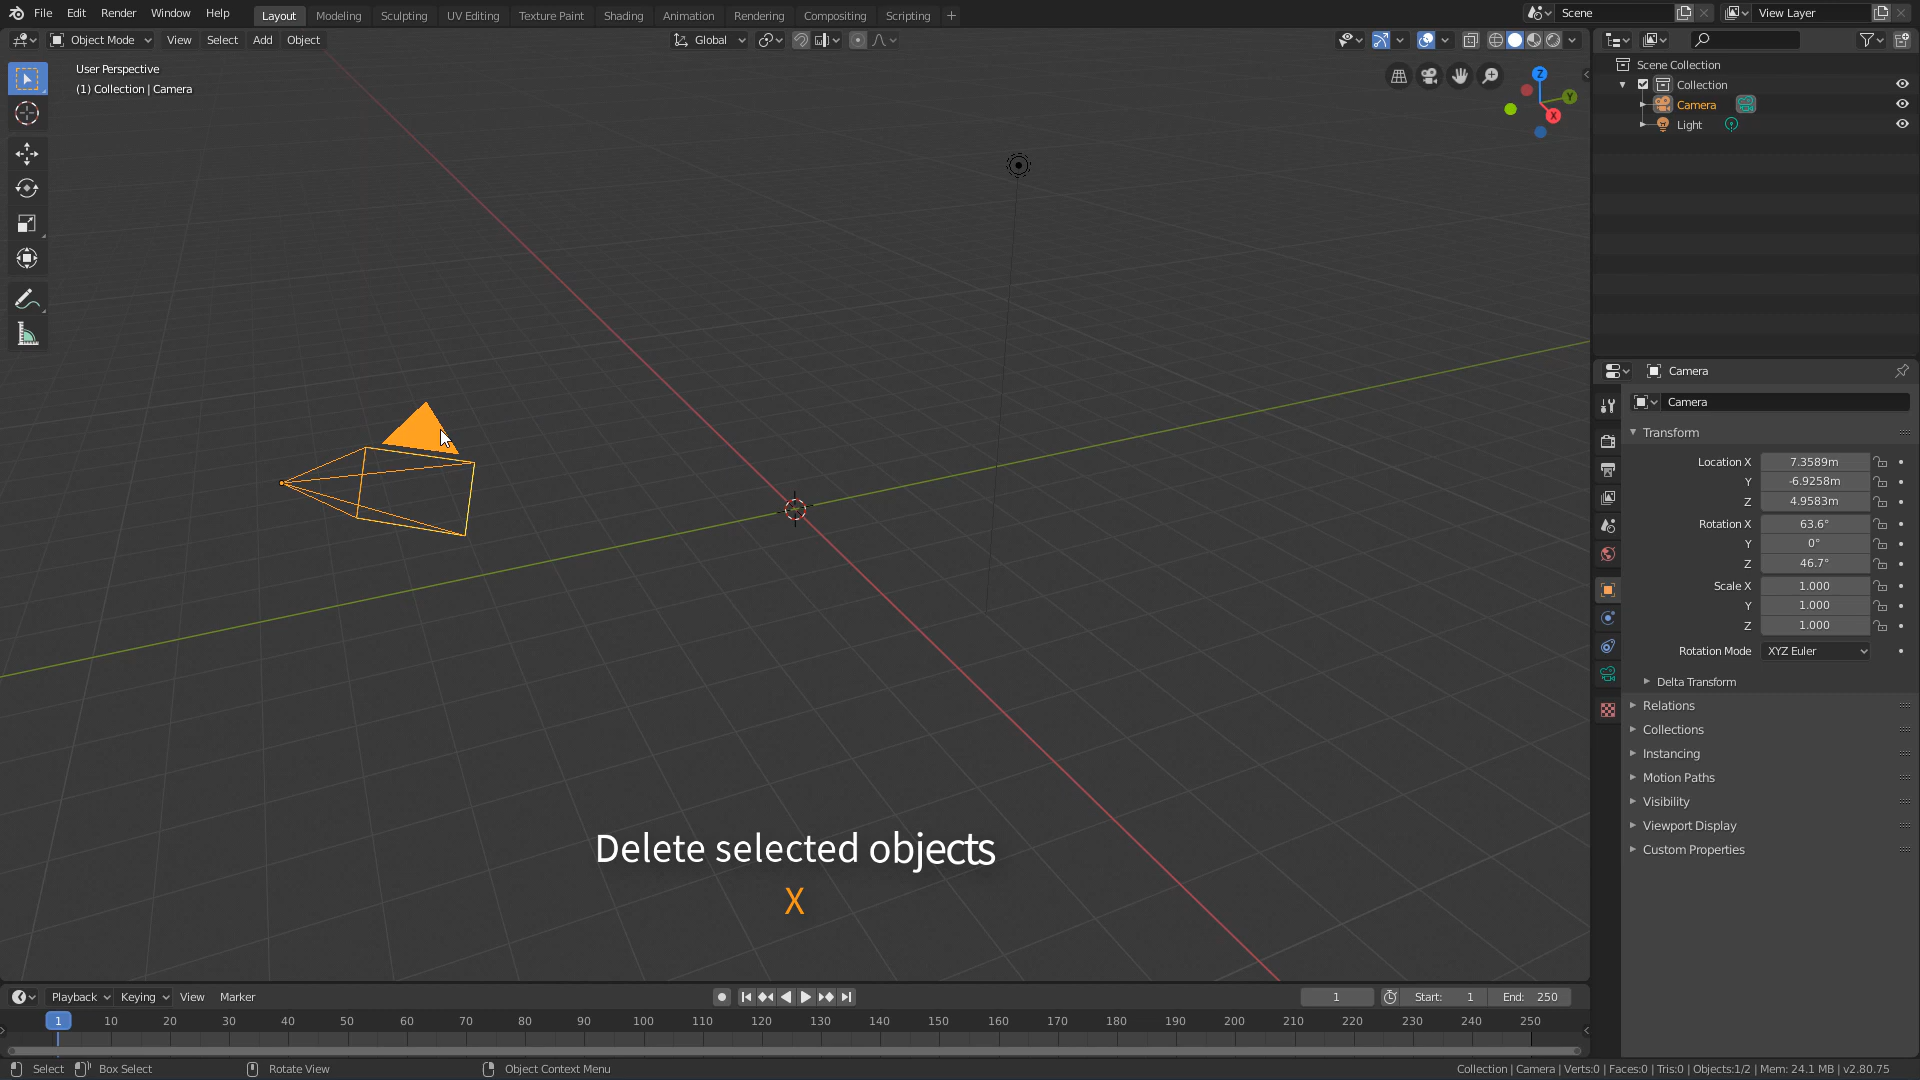 File Edit Render Window Help Layout Modeling Sculpting UV Editing Texture Paint Shading Animation Rendering Compositing Scripting + Scene View Layer
Object Mode View Select Add Object Global
User Perspective
(1) Collection | Camera
Z
Y
X
Scene Collection
Collection
Camera
Light
Camera
Camera
Transform
Location X 7.3589m
Y -6.9258m
Z 4.9583m
Rotation X 63.6°
Y 0°
Z 46.7°
Scale X 1.000
Y 1.000
Z 1.000
Rotation Mode XYZ Euler
Delta Transform
Relations
Collections
Instancing
Motion Paths
Visibility
Viewport Display
Custom Properties
Delete selected objects
X
Playback Keying View Marker 1 Start: 1 End: 250
1 10 20 30 40 50 60 70 80 90 100 110 120 130 140 150 160 170 180 190 200 210 220 230 240 250
Select Box Select Rotate View Object Context Menu Collection | Camera | Verts:0 | Faces:0 | Tris:0 | Objects:1/2 | Mem: 24.1 MB | v2.80.75